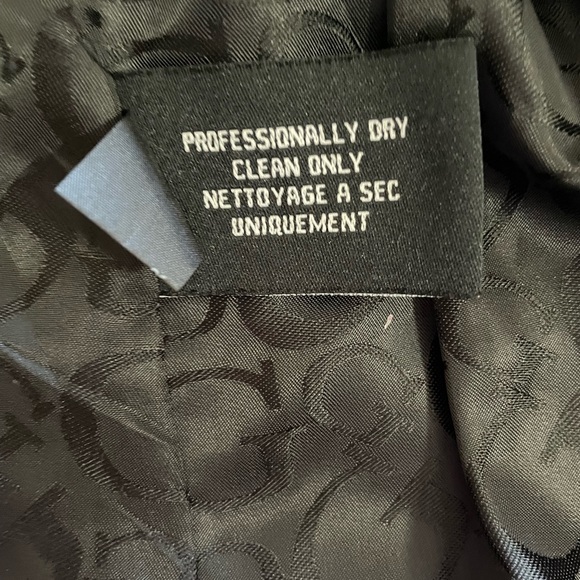 PROFESSIONALLY DRY
CLEAN ONLY
NETTOYAGE A SEC
UNIQUEMENT